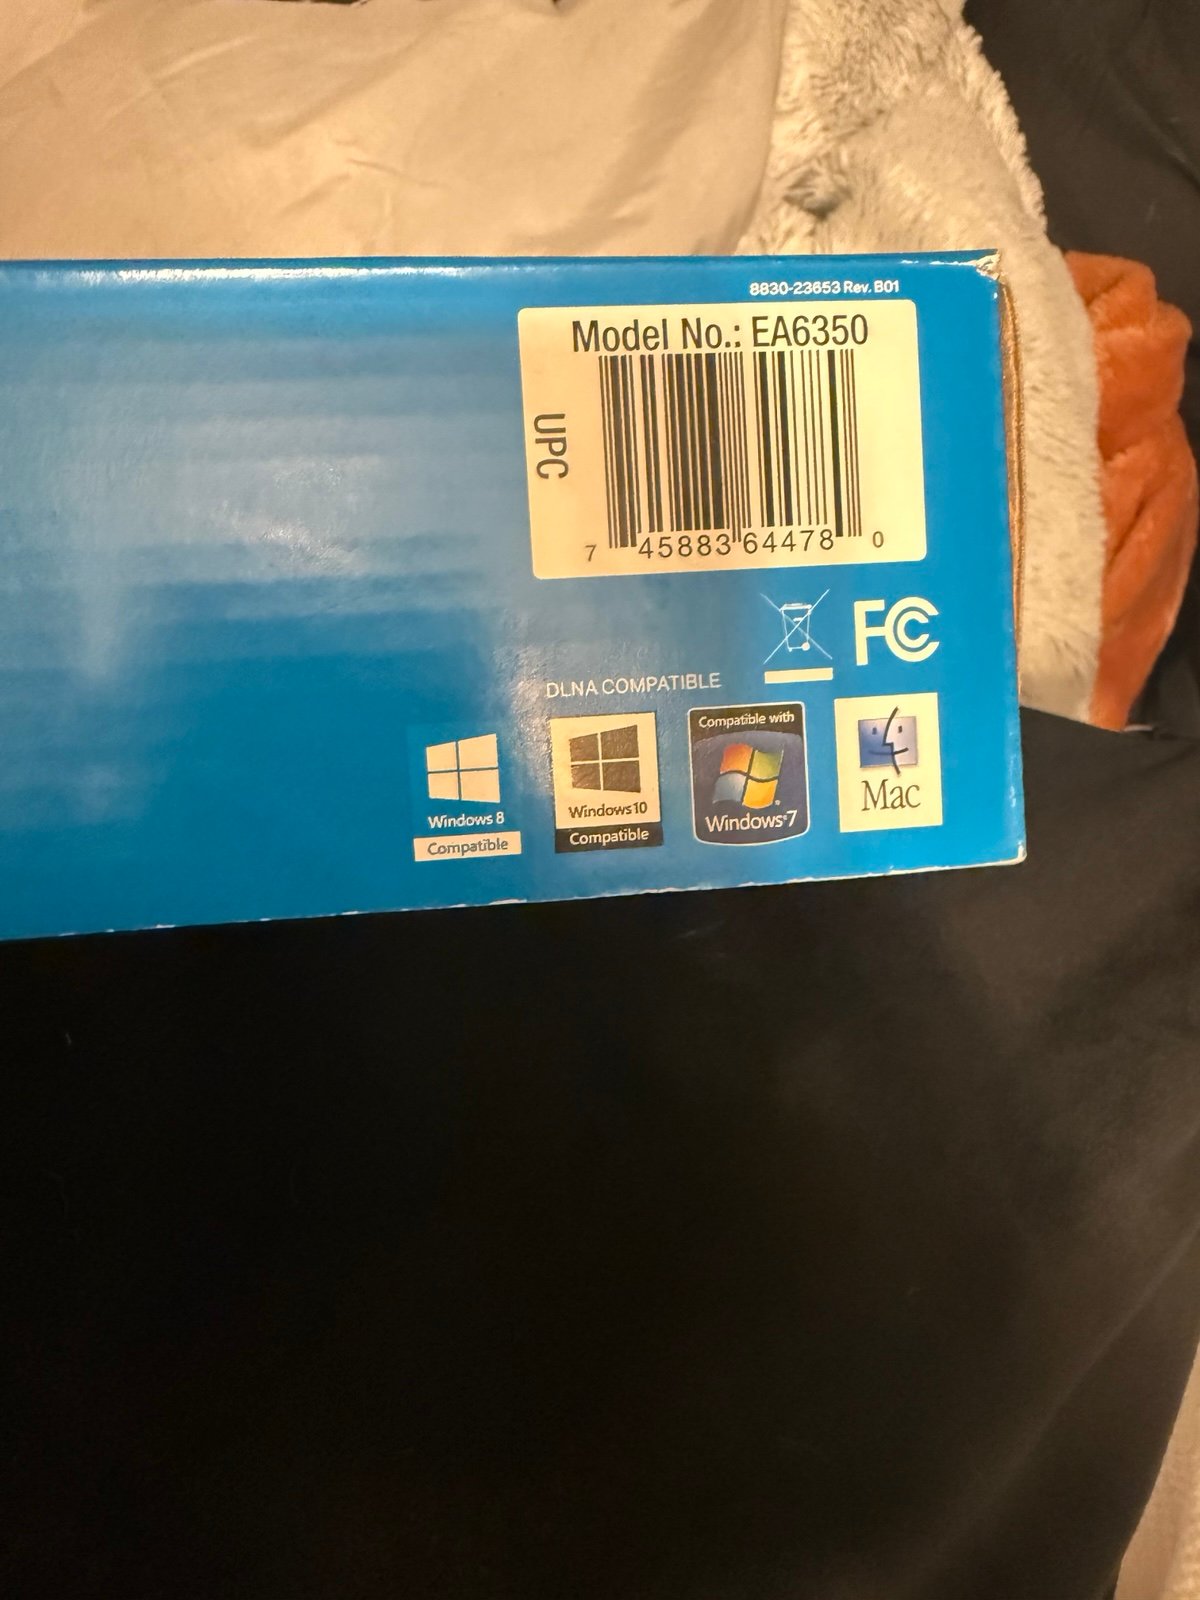 8830-23653 Rev. B01
Model No.: EA6350
UPC
7 45883 64478 0
FC
DLNA COMPATIBLE
Windows 8
Compatible
Windows 10
Compatible
Compatible with
Windows® 7
Mac